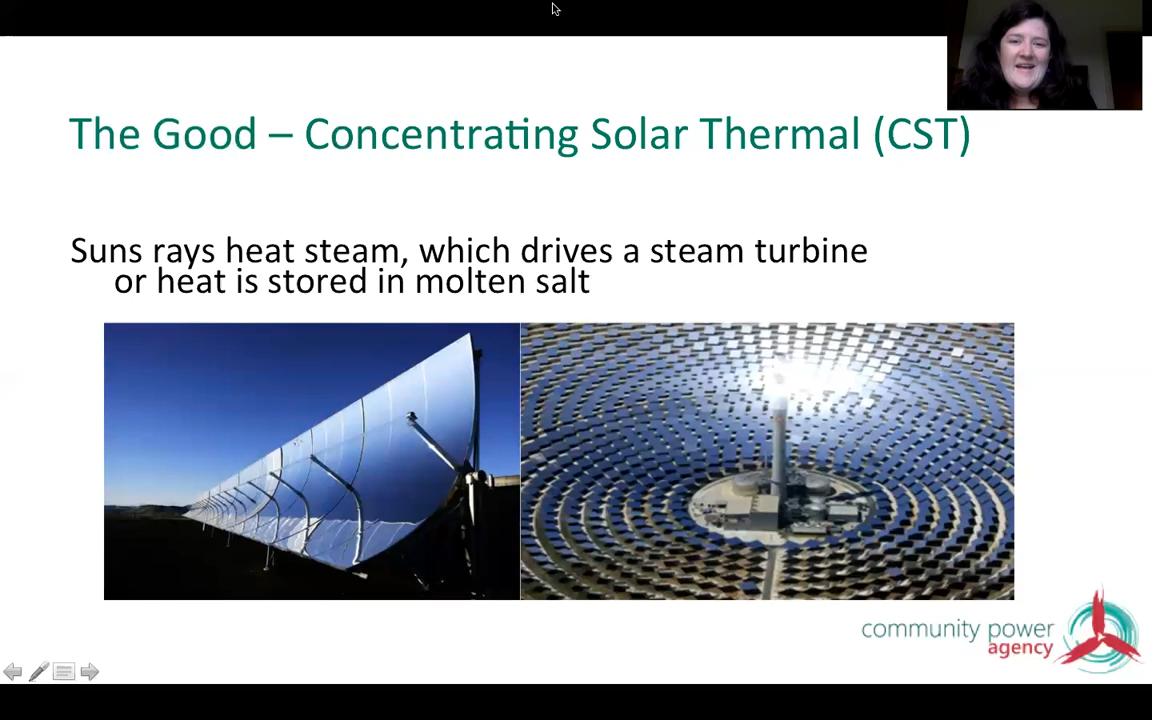 The Good – Concentrating Solar Thermal (CST)
Suns rays heat steam, which drives a steam turbine
or heat is stored in molten salt
community power
agency